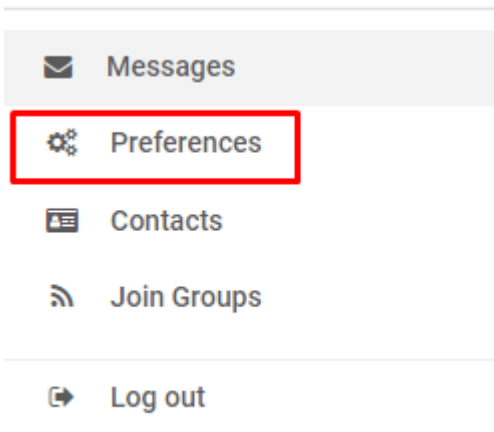 Messages
Preferences
Contacts
Join Groups
Log out